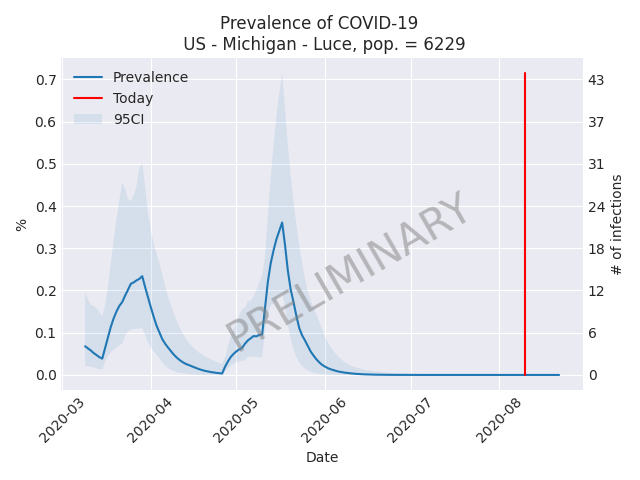 Prevalence of COVID-19
US - Michigan - Luce, pop. = 6229
Prevalence
Today
95CI
0.7
0.6
0.5
0.4
0.3
0.2
0.1
0.0
%
43
37
31
24
18
12
6
0
# of infections
PRELIMINARY
2020-03
2020-04
2020-05
2020-06
2020-07
2020-08
Date